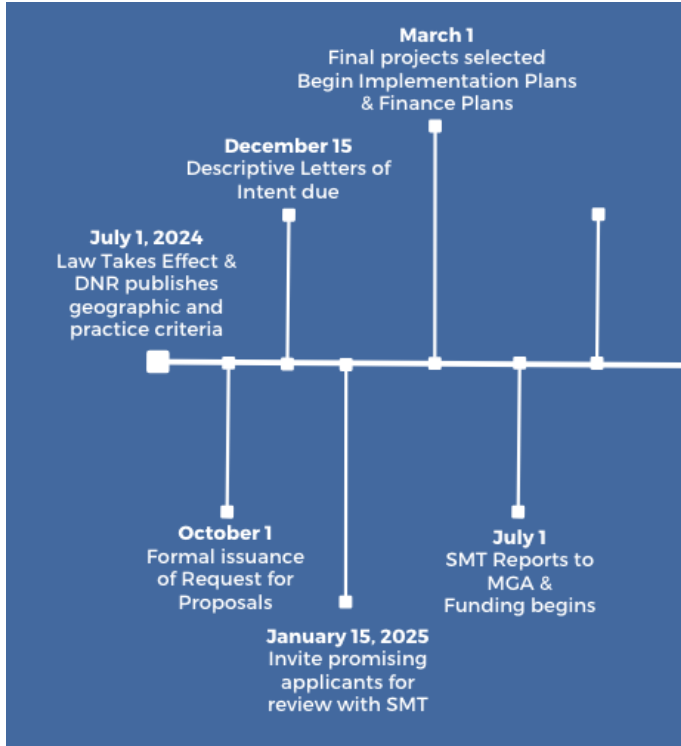 March 1
Final projects selected
Begin Implementation Plans
& Finance Plans
December 15
Descriptive Letters of
Intent due
July 1, 2024
Law Takes Effect &
DNR publishes
geographic and
practice criteria
October 1
Formal issuance
of Request for
Proposals
January 15, 2025
Invite promising
applicants for
review with SMT
July 1
SMT Reports to
MGA &
Funding begins